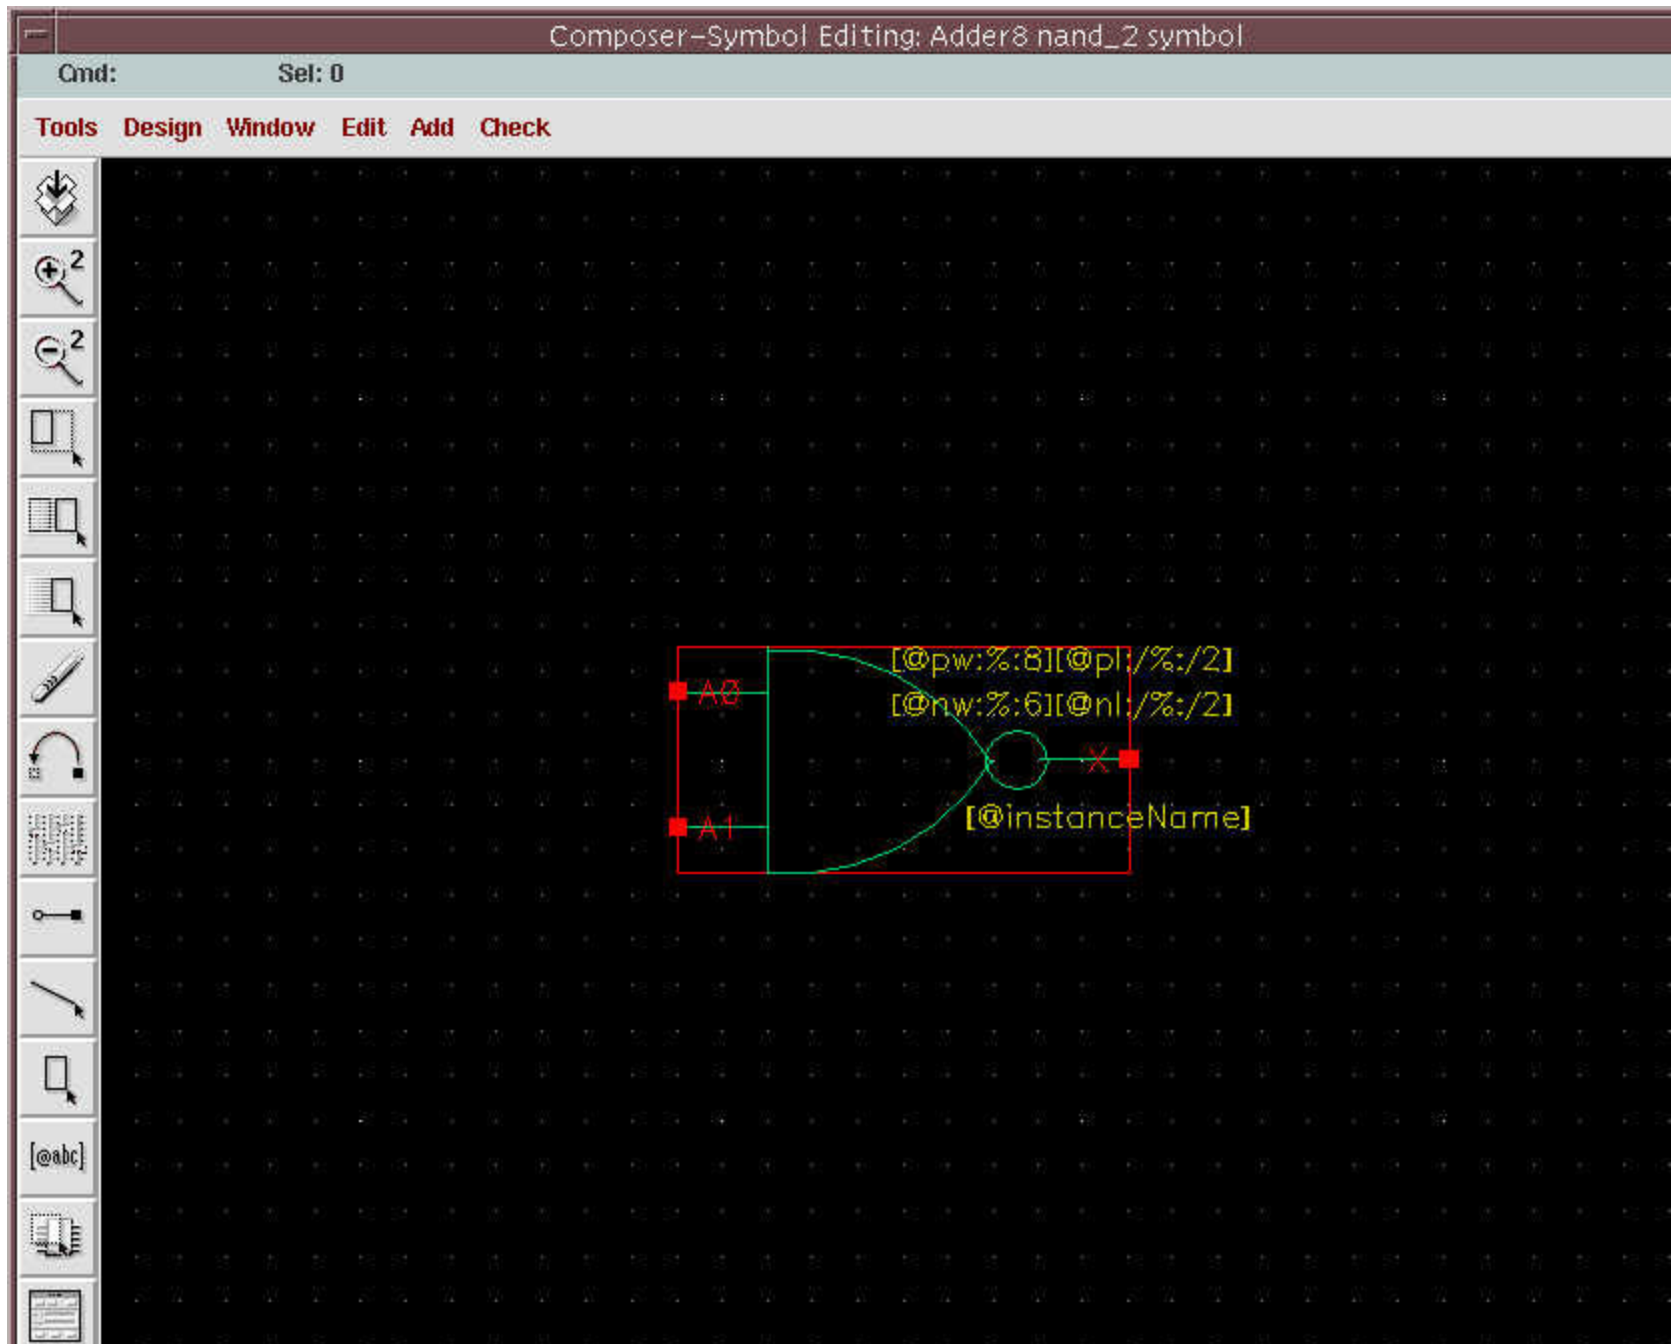 Composer-Symbol Editing: Adder8 nand_2 symbol
Cmd: Sel: 0
Tools Design Window Edit Add Check
2
2
[@pw:%:8][@pl:/%:/2]
A0
[@nw:%:6][@nl:/%:/2]
X
[@instanceName]
A1
[@abc]